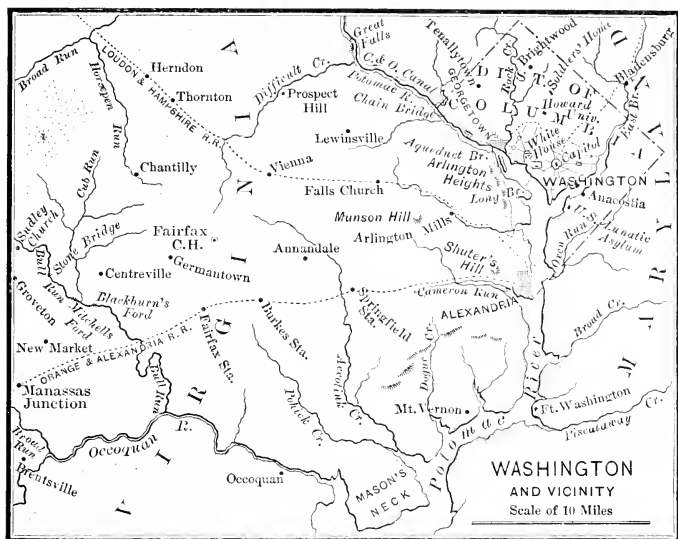 Broad Run
Horsepen Run
LOUDON & HAMPSHIRE R.R.
Herndon
Thornton
Difficult Cr.
Prospect
Hill
Great
Falls
C. & O. Canal
Potomac R.
Chain Bridge
Tenallytown
GEORGETOWN
Rock Cr.
Brightwood
Soldiers' Home
Bladensburg
DIST. OF
COLUMBIA
Howard
Univ.
East Br.
White
House
Capitol
WASHINGTON
Anacostia
U.S. Lunatic
Asylum
Oxen Run
Lewinsville
Aqueduct Br.
Arlington
Heights
Long Br.
Cub Run
Chantilly
Vienna
Falls Church
Munson Hill
Arlington
Mills
Sudley
Church
Stone Bridge
Fairfax
C.H.
Germantown
Annandale
Shuter's
Hill
Centreville
Bull Run
Groveton
Mitchells
Ford
Blackburn's
Ford
Cameron Run
ALEXANDRIA
New Market
ORANGE & ALEXANDRIA R.R.
Fairfax Sta.
Burkes Sta.
Springfield
Sta.
Broad Cr.
Manassas
Junction
Bull Run
Pohick Cr.
Accotink Cr.
Dogue Cr.
Mt. Vernon
Ft. Washington
Piscataway Cr.
Potomac River
Broad
Run
Brentsville
Occoquan R.
Occoquan
MASON'S
NECK
VIRGINIA
MARYLAND
WASHINGTON
AND VICINITY
Scale of 10 Miles